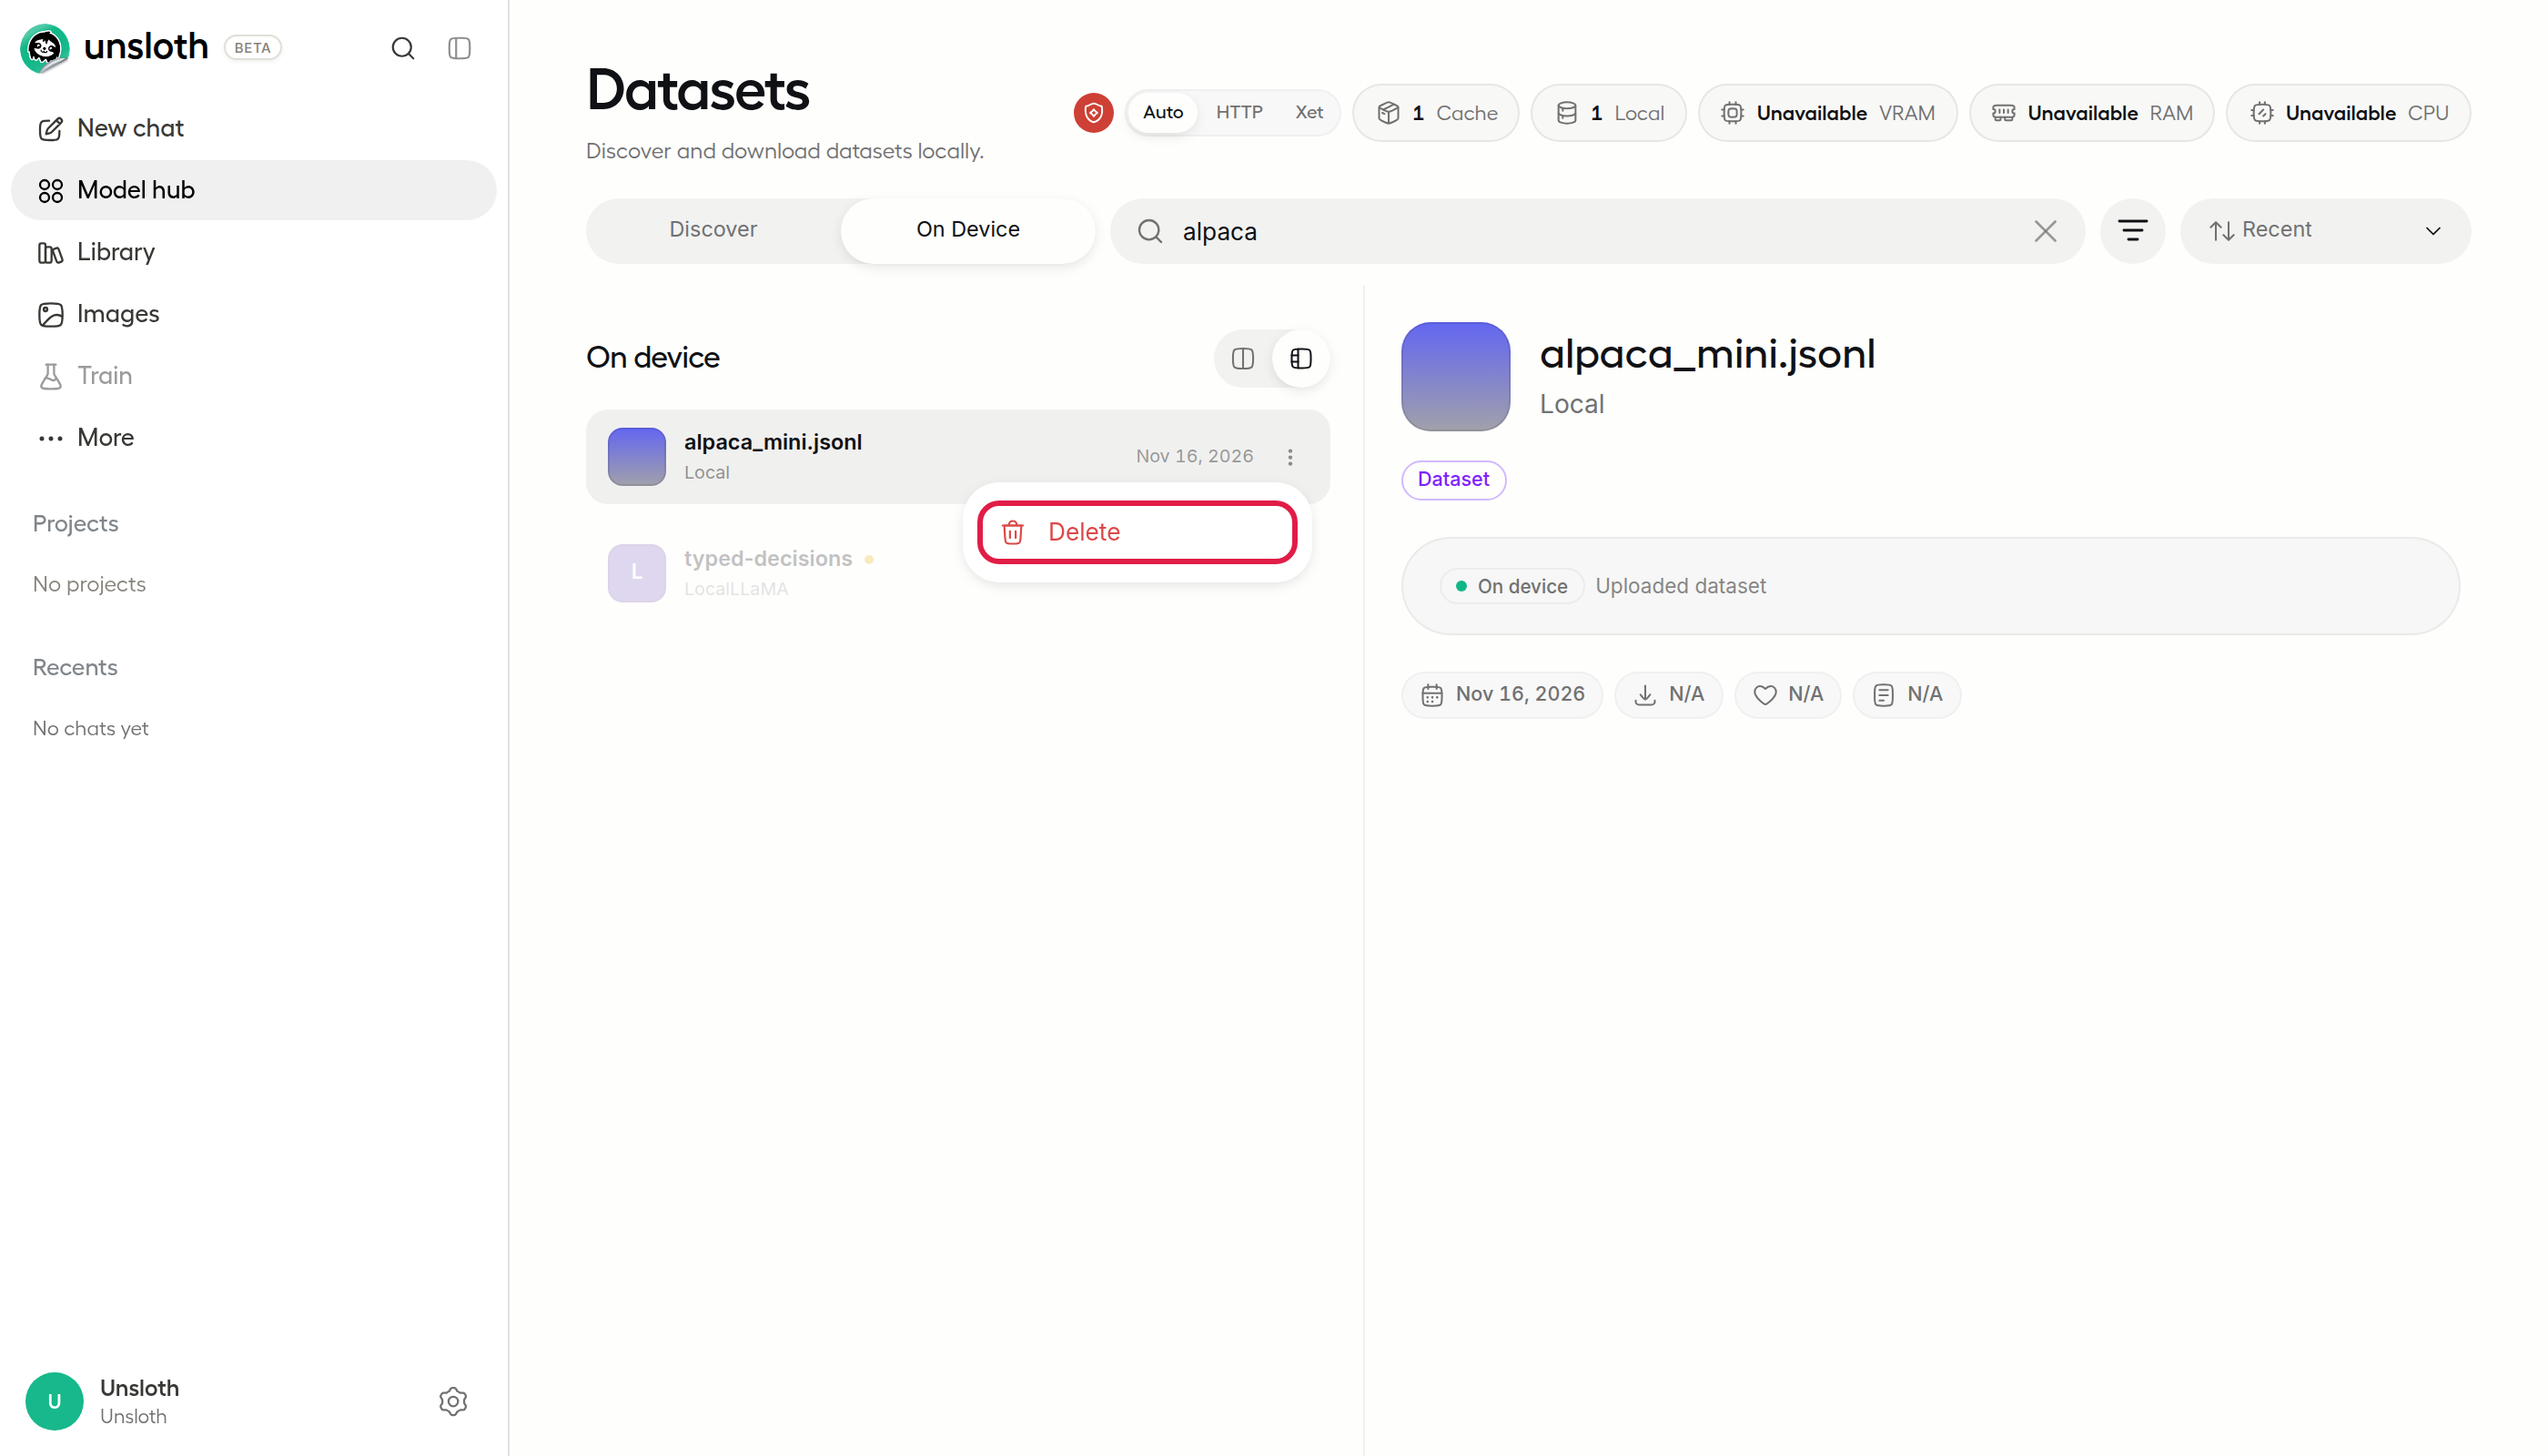 unsloth BETA
New chat
Model hub
Library
Images
Train
More
Projects
No projects
Recents
No chats yet
U
Unsloth
Unsloth
Datasets
Discover and download datasets locally.
Auto HTTP Xet
1 Cache
1 Local
Unavailable VRAM
Unavailable RAM
Unavailable CPU
Discover On Device
alpaca
Recent
On device
alpaca_mini.jsonl
Local
Nov 16, 2026
Delete
L
typed-decisions
LocalLLaMA
alpaca_mini.jsonl
Local
Dataset
On device Uploaded dataset
Nov 16, 2026 N/A N/A N/A